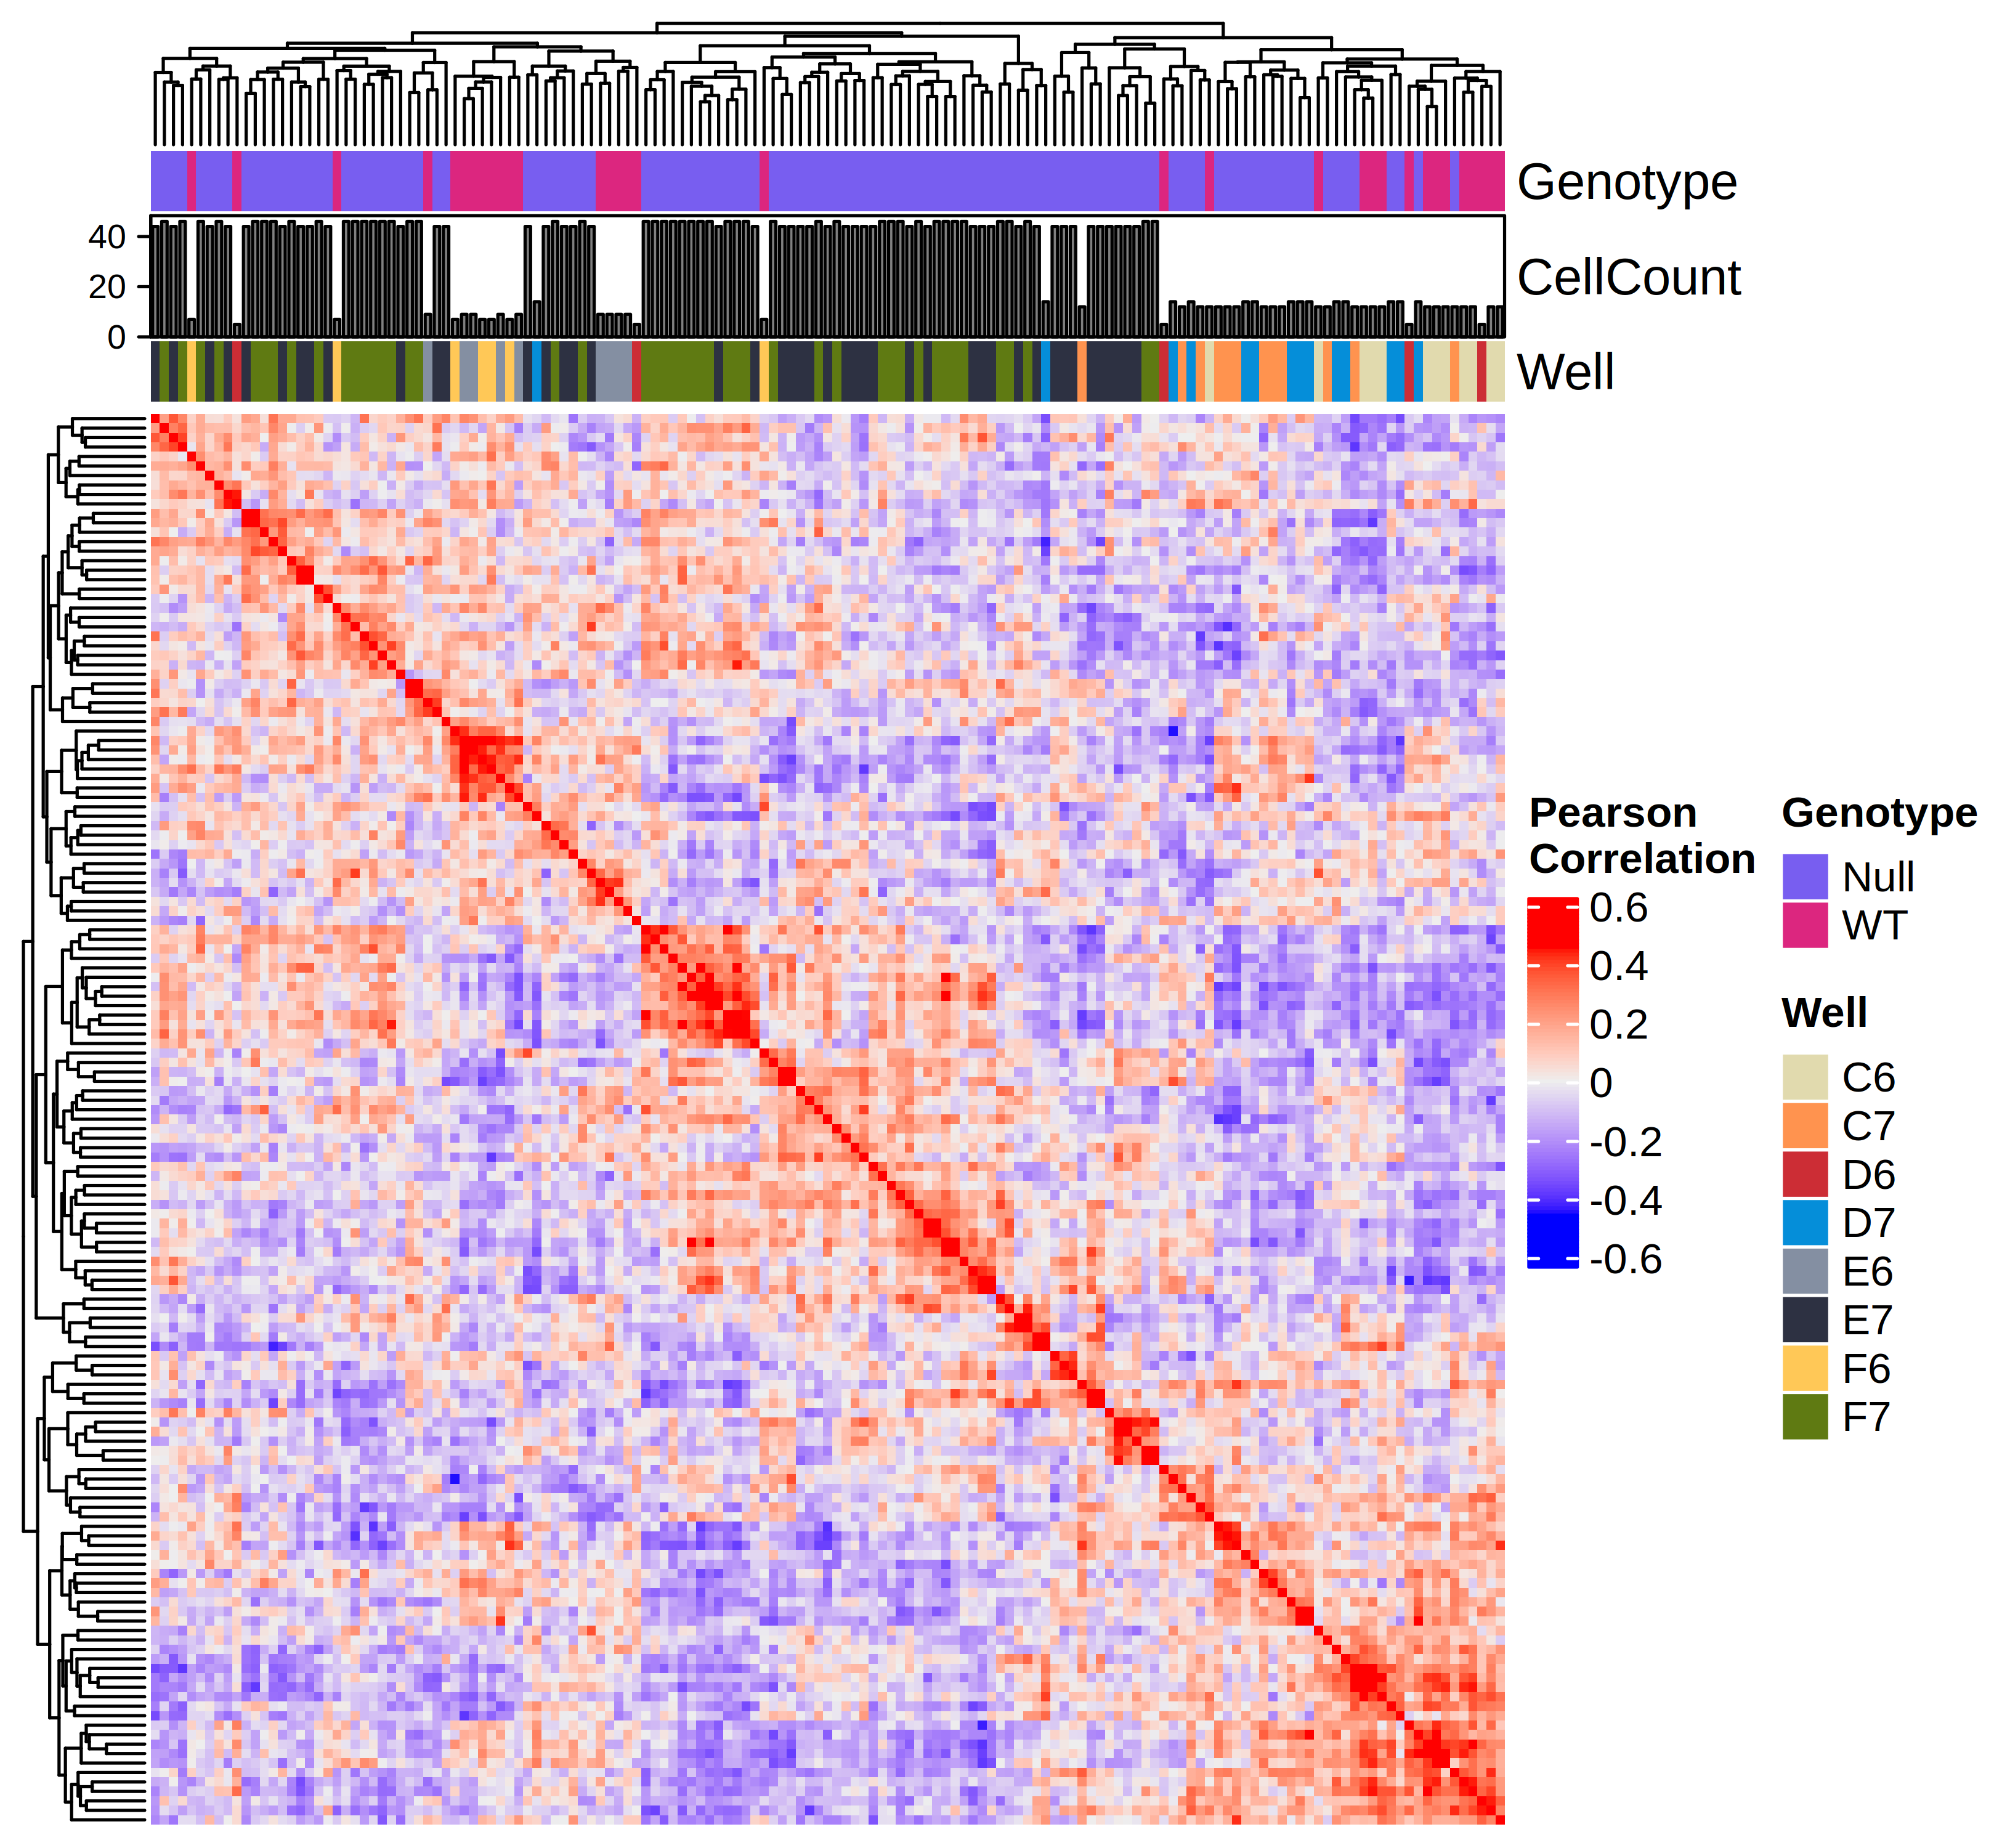 Genotype
40
20
0
CellCount
Well
Pearson
Correlation
0.6
0.4
0.2
0
-0.2
-0.4
-0.6
Genotype
Null
WT
Well
C6
C7
D6
D7
E6
E7
F6
F7